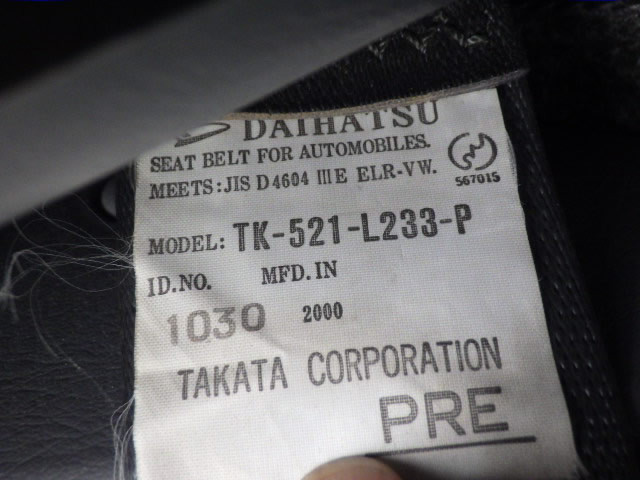 DAIHATSU
SEAT BELT FOR AUTOMOBILES.
MEETS: JIS D4604 III E ELR-VW.
567015
MODEL: TK-521-L233-P
ID.NO. MFD.IN
1030 2000
TAKATA CORPORATION
PRE